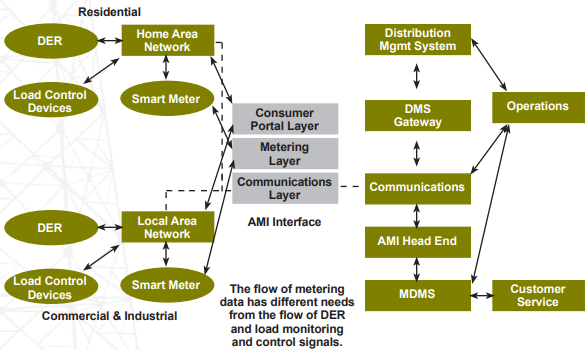 Residential
DER
Home Area
Network
Load Control
Devices
Smart Meter
Consumer
Portal Layer
Metering
Layer
Communications
Layer
AMI Interface
DER
Local Area
Network
Load Control
Devices
Smart Meter
Commercial & Industrial
The flow of metering
data has different needs
from the flow of DER
and load monitoring
and control signals.
Distribution
Mgmt System
DMS
Gateway
Operations
Communications
AMI Head End
MDMS
Customer
Service